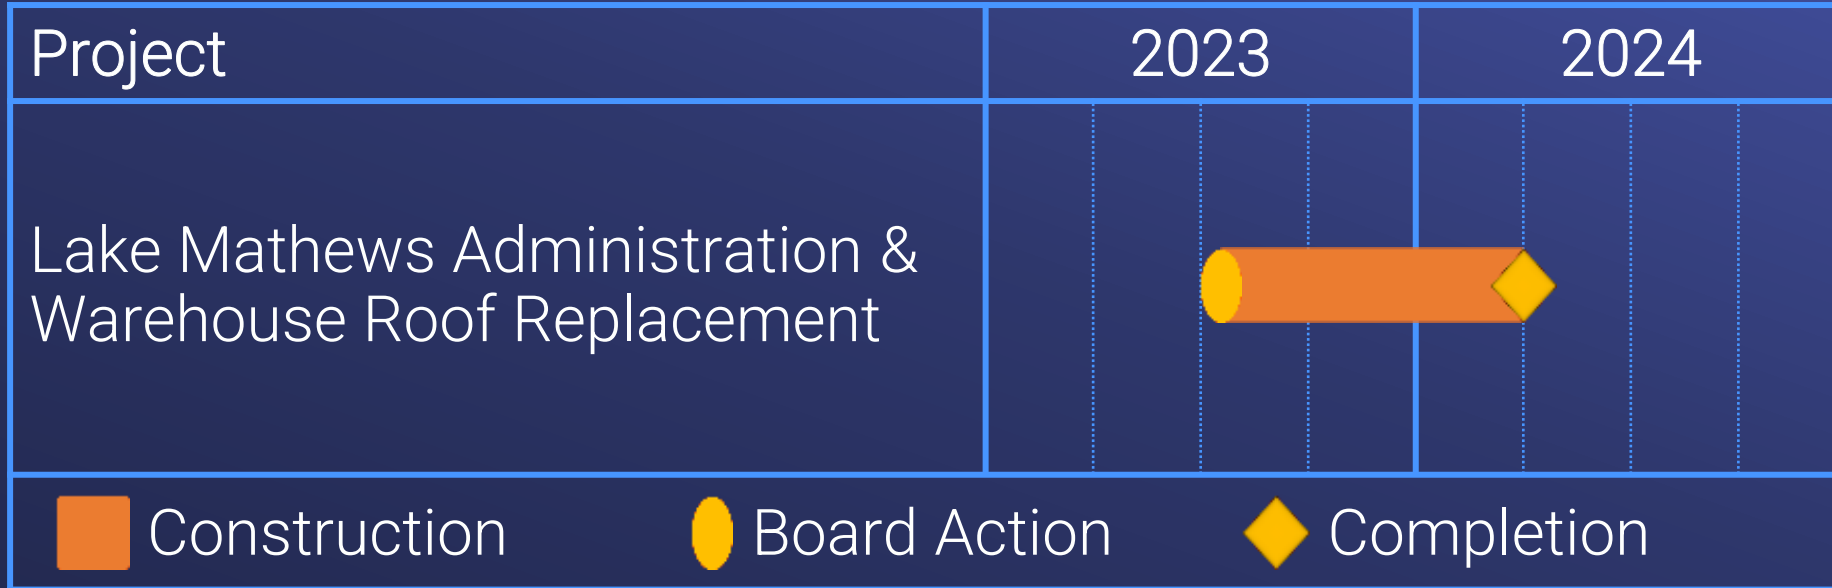 Project
2023
2024
Lake Mathews Administration &
Warehouse Roof Replacement
Construction
Board Action
Completion